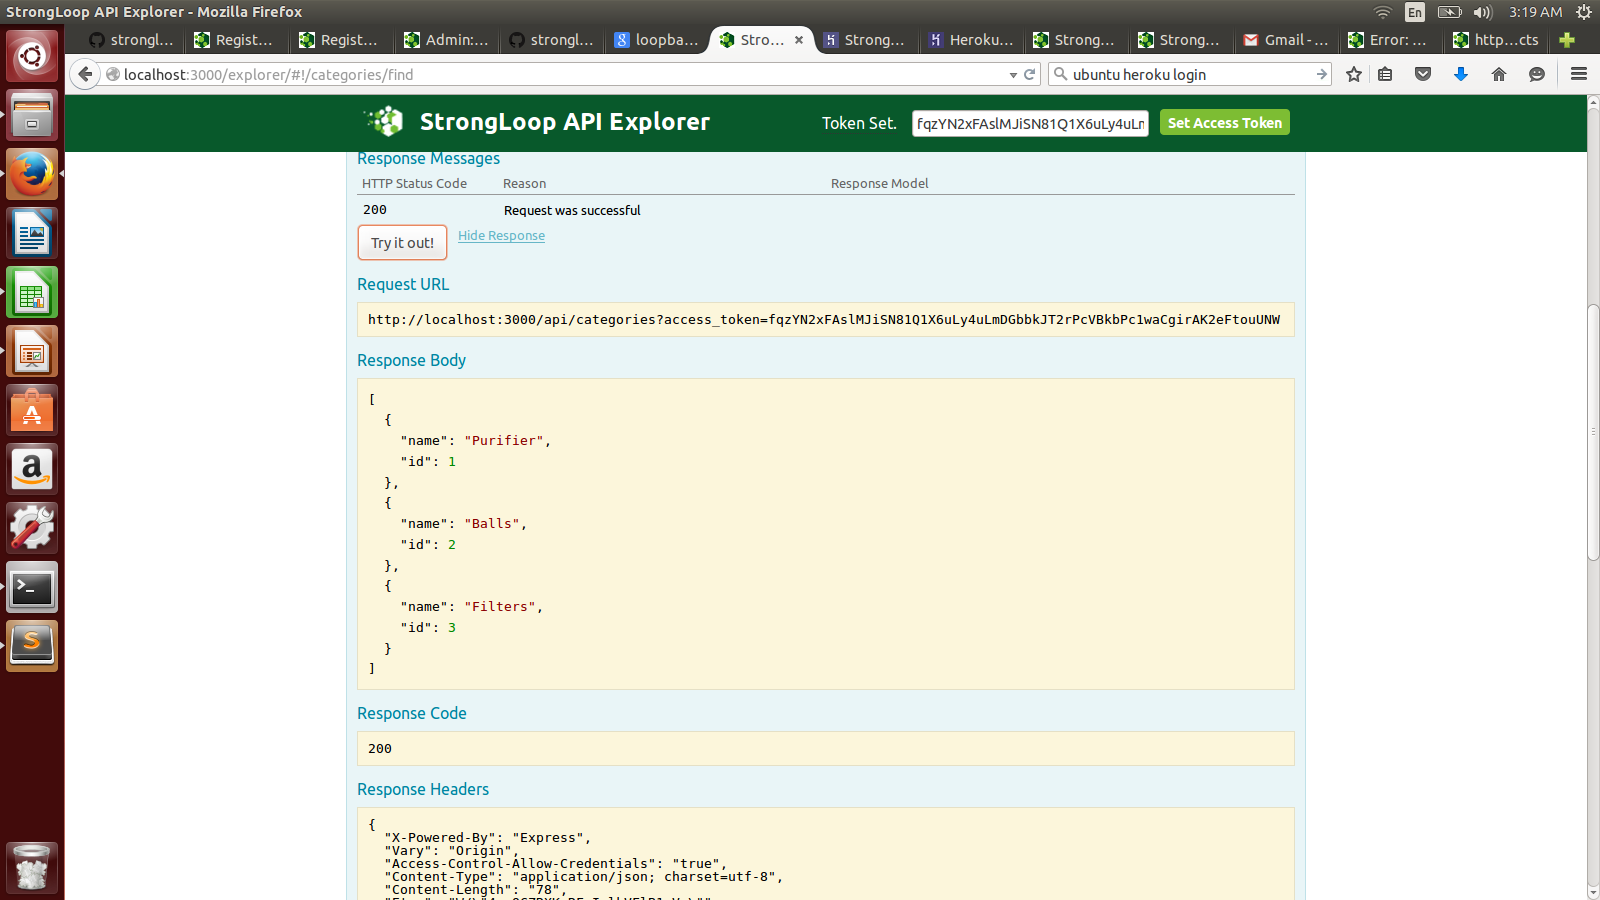 StrongLoop API Explorer - Mozilla Firefox
En
3:19 AM
strongl...
Regist...
Regist...
Admin:...
strongl...
loopba...
Stro...
Strong...
Heroku...
Strong...
Strong...
Gmail -...
Error: ...
http...cts
localhost:3000/explorer/#!/categories/find
ubuntu heroku login
StrongLoop API Explorer
Token Set.
fqzYN2xFAslMJiSN81Q1X6uLy4uLm
Set Access Token
Response Messages
HTTP Status Code
Reason
Response Model
200
Request was successful
Try it out!
Hide Response
Request URL
http://localhost:3000/api/categories?access_token=fqzYN2xFAslMJiSN81Q1X6uLy4uLmDGbbkJT2rPcVBkbPc1waCgirAK2eFtouUNW
Response Body
[
{
"name": "Purifier",
"id": 1
},
{
"name": "Balls",
"id": 2
},
{
"name": "Filters",
"id": 3
}
]
Response Code
200
Response Headers
{
"X-Powered-By": "Express",
"Vary": "Origin",
"Access-Control-Allow-Credentials": "true",
"Content-Type": "application/json; charset=utf-8",
"Content-Length": "78",